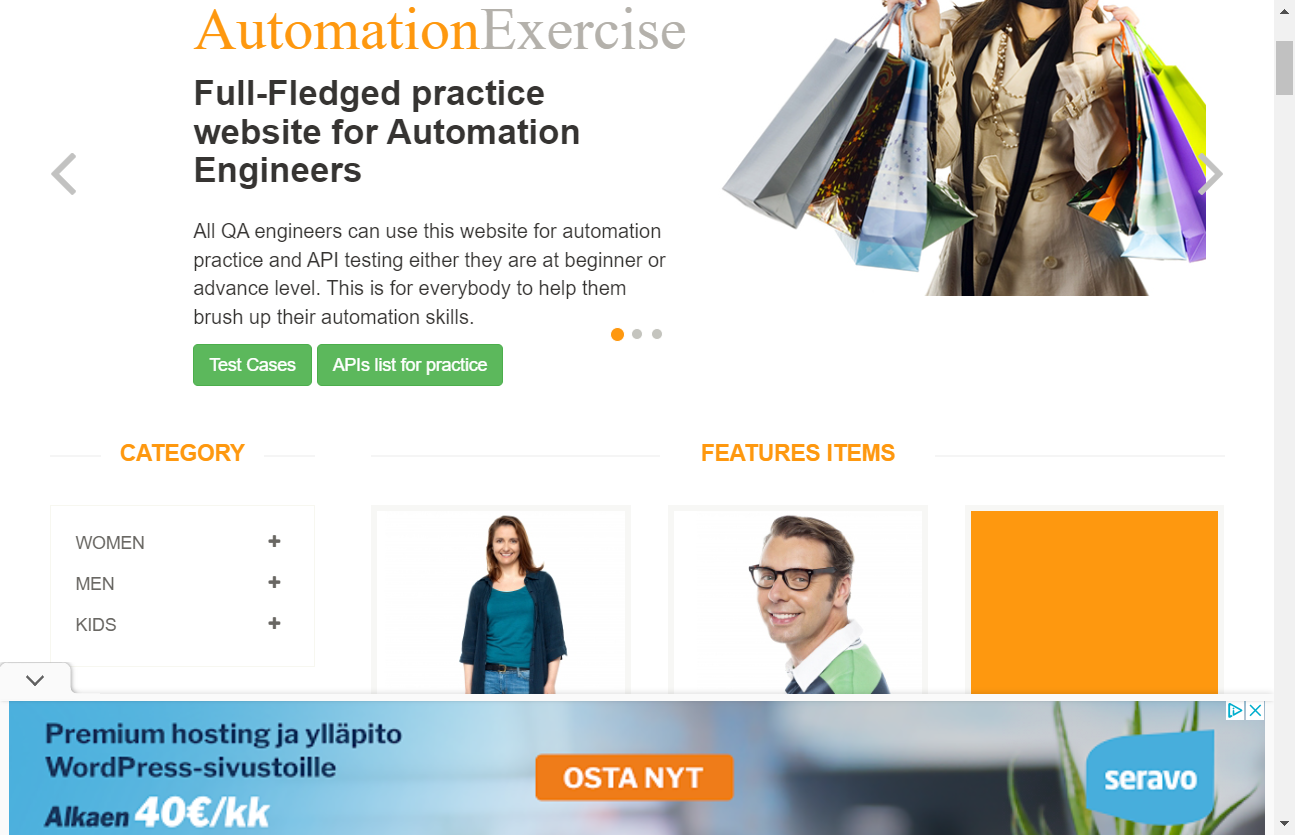 AutomationExercise
Full-Fledged practice
website for Automation
Engineers
All QA engineers can use this website for automation
practice and API testing either they are at beginner or
advance level. This is for everybody to help them
brush up their automation skills.
Test Cases
APIs list for practice
CATEGORY
WOMEN
MEN
KIDS
FEATURES ITEMS
Premium hosting ja ylläpito
WordPress-sivustoille
Alkaen 40€/kk
OSTA NYT
seravo